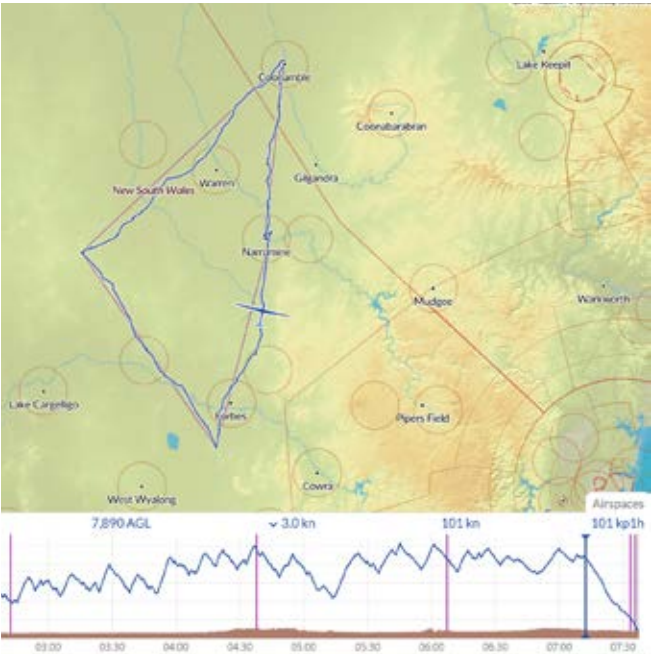 Lake Keepit
Coonamble
Coonabarabran
Gilgandra
Warren
New South Wales
Narromine
Mudgee
Warkworth
Lake Cargelligo
Forbes
Pipers Field
Cowra
West Wyalong
Airspaces
7,890 AGL
3.0 kn
101 kn
101 kp1h
03:00 03:30 04:00 04:30 05:00 05:30 06:00 06:30 07:00 07:30